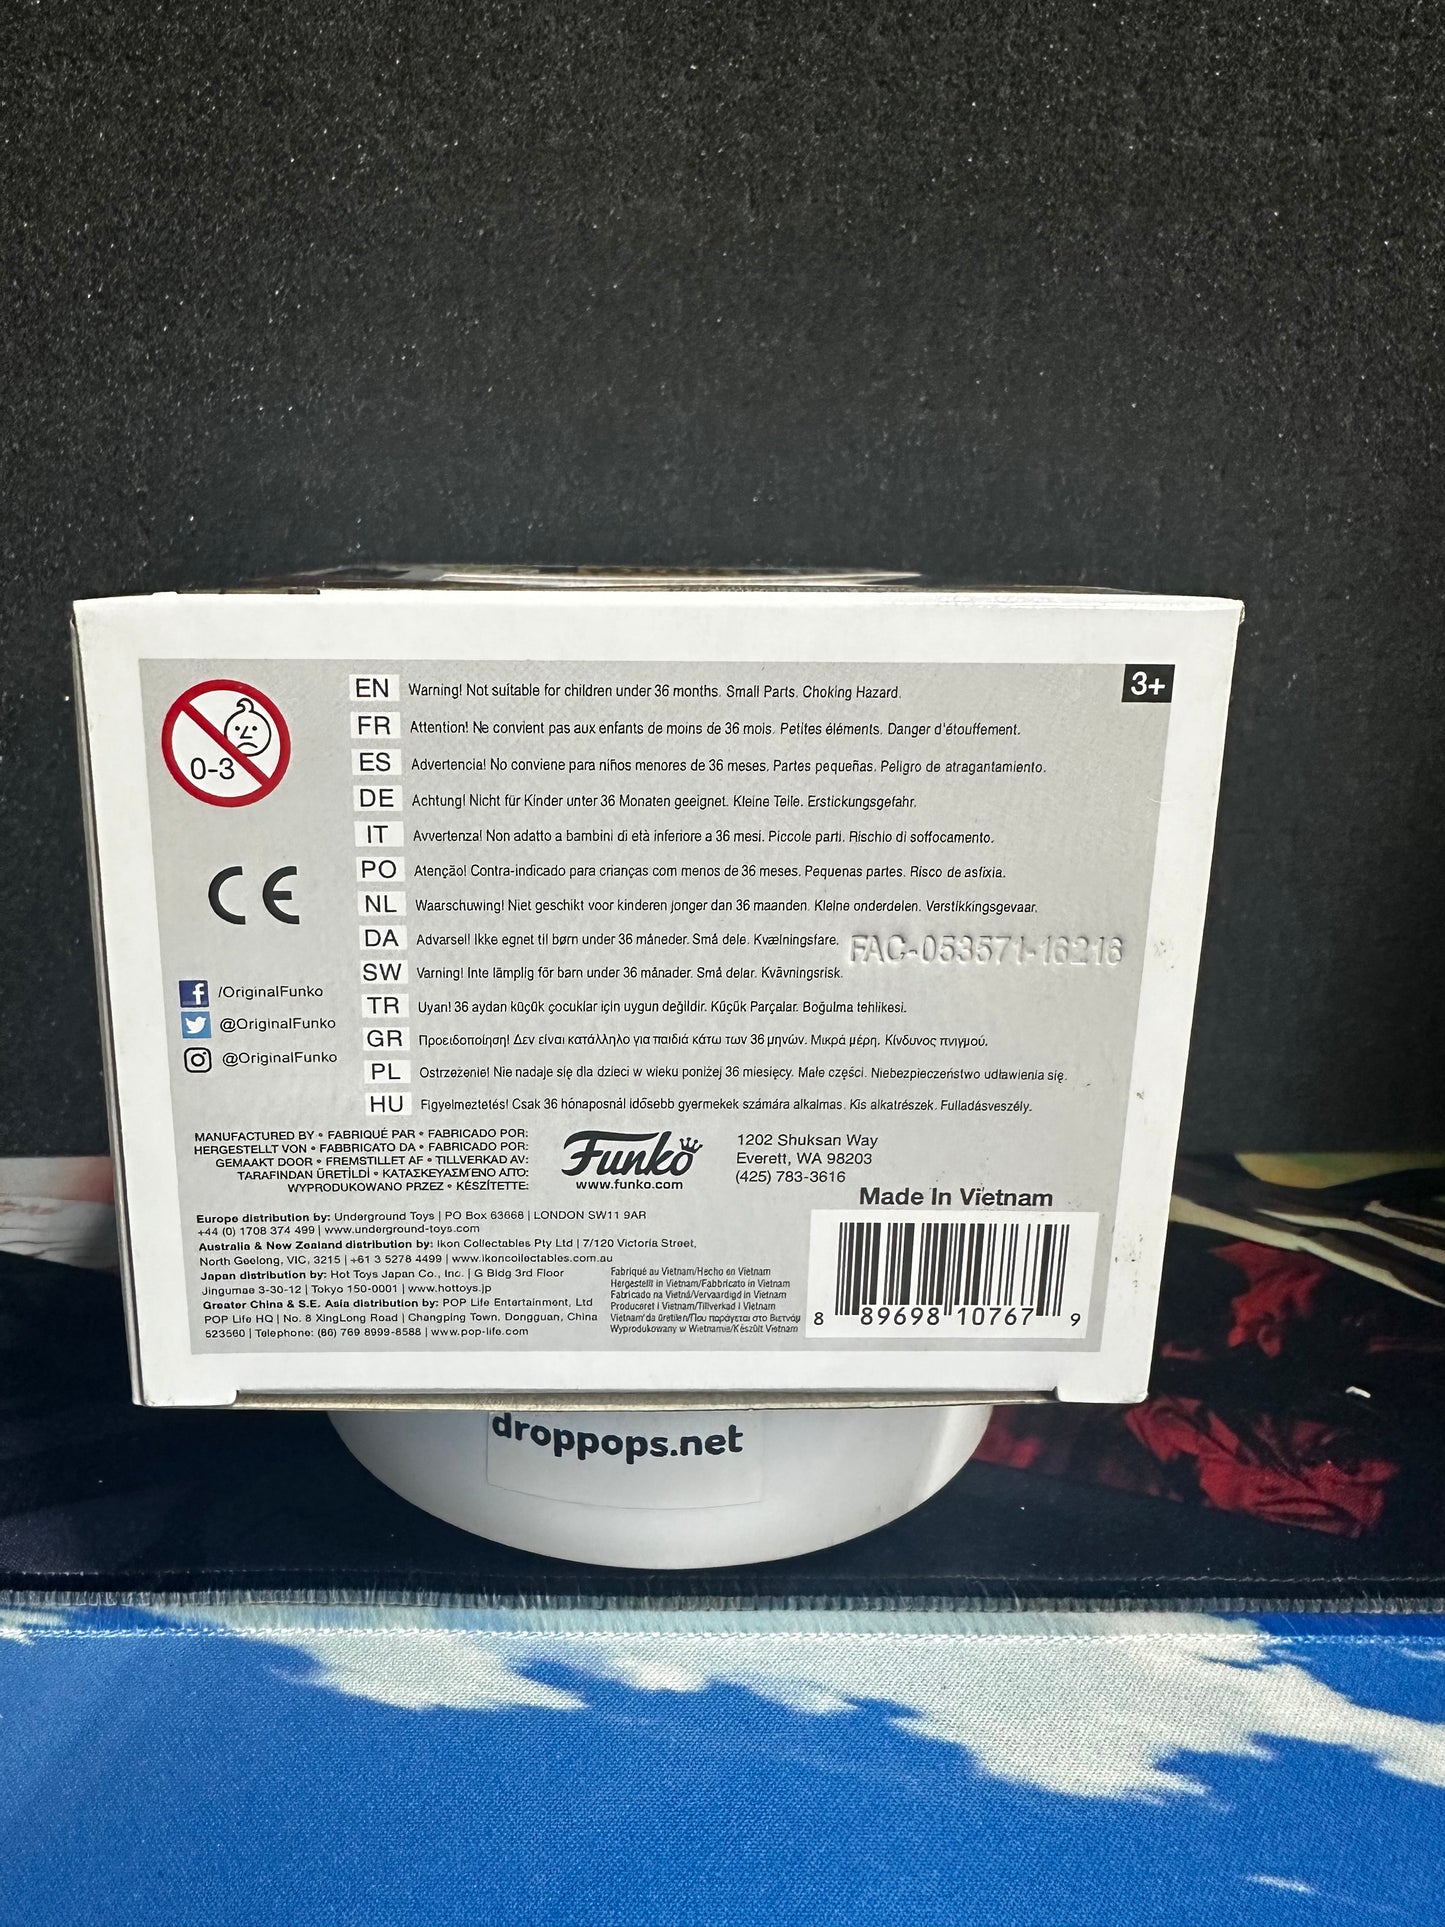 3+
0-3
EN Warning! Not suitable for children under 36 months. Small Parts. Choking Hazard.
FR Attention! Ne convient pas aux enfants de moins de 36 mois. Petites éléments. Danger d'étouffement.
ES Advertencia! No conviene para niños menores de 36 meses. Partes pequeñas. Peligro de atragantamiento.
DE Achtung! Nicht für Kinder unter 36 Monaten geeignet. Kleine Teile. Erstickungsgefahr.
IT Avvertenza! Non adatto a bambini di età inferiore a 36 mesi. Piccole parti. Rischio di soffocamento.
PO Atenção! Contra-indicado para crianças com menos de 36 meses. Pequenas partes. Risco de asfixia.
NL Waarschuwing! Niet geschikt voor kinderen jonger dan 36 maanden. Kleine onderdelen. Verstikkingsgevaar.
DA Advarsel! Ikke egnet til børn under 36 måneder. Små dele. Kvælningsfare.
FAC-053571-16216
SW Varning! Inte lämplig för barn under 36 månader. Små delar. Kvävningsrisk.
TR Uyan! 36 aydan küçük çocuklar için uygun değildir. Küçük Parçalar. Boğulma tehlikesi.
GR Προειδοποίηση! Δεν είναι κατάλληλο για παιδιά κάτω των 36 μηνών. Μικρά μέρη. Κίνδυνος πνιγμού.
PL Ostrzeżenie! Nie nadaje się dla dzieci w wieku poniżej 36 miesięcy. Małe części. Niebezpieczeństwo udławienia się.
HU Figyelmeztetés! Csak 36 hónaposnál idősebb gyermekek számára alkalmas. Kis alkatrészek. Fulladásveszély.
CE
/OriginalFunko
@OriginalFunko
@OriginalFunko
MANUFACTURED BY • FABRIQUÉ PAR • FABRICADO POR:
HERGESTELLT VON • FABBRICATO DA • FABRICADO POR:
GEMAAKT DOOR • FREMSTILLET AF • TILLVERKAD AV:
TARAFINDAN ÜRETİLDİ • ΚΑΤΑΣΚΕΥΑΣΜΈΝΟ ΑΠΌ:
WYPRODUKOWANO PRZEZ • KÉSZÍTETTE:
Funko
www.funko.com
1202 Shuksan Way
Everett, WA 98203
(425) 783-3616
Made In Vietnam
Europe distribution by: Underground Toys | PO Box 63668 | LONDON SW11 9AR
+44 (0) 1708 374 499 | www.underground-toys.com
Australia & New Zealand distribution by: Ikon Collectables Pty Ltd | 7/120 Victoria Street,
North Geelong, VIC, 3215 | +61 3 5278 4499 | www.ikoncollectables.com.au
Japan distribution by: Hot Toys Japan Co., Inc. | G Bldg 3rd Floor
Jingumae 3-30-12 | Tokyo 150-0001 | www.hottoys.jp
Greater China & S.E. Asia distribution by: POP Life Entertainment, Ltd
POP Life HQ | No. 8 XingLong Road | Changping Town, Dongguan, China
523560 | Telephone: (86) 769 8999-8588 | www.pop-life.com
Fabriqué au Vietnam/Hecho en Vietnam
Hergestellt in Vietnam/Fabbricato in Vietnam
Fabricado na Vietnã/Vervaardigd in Vietnam
Produceret i Vietnam/Tillverkad i Vietnam
Vietnam'da üretilen/Που παράγεται στο Βιετνάμ
Wyprodukowany w Wietnamie/Készült Vietnam
8 89698 10767 9
droppops.net